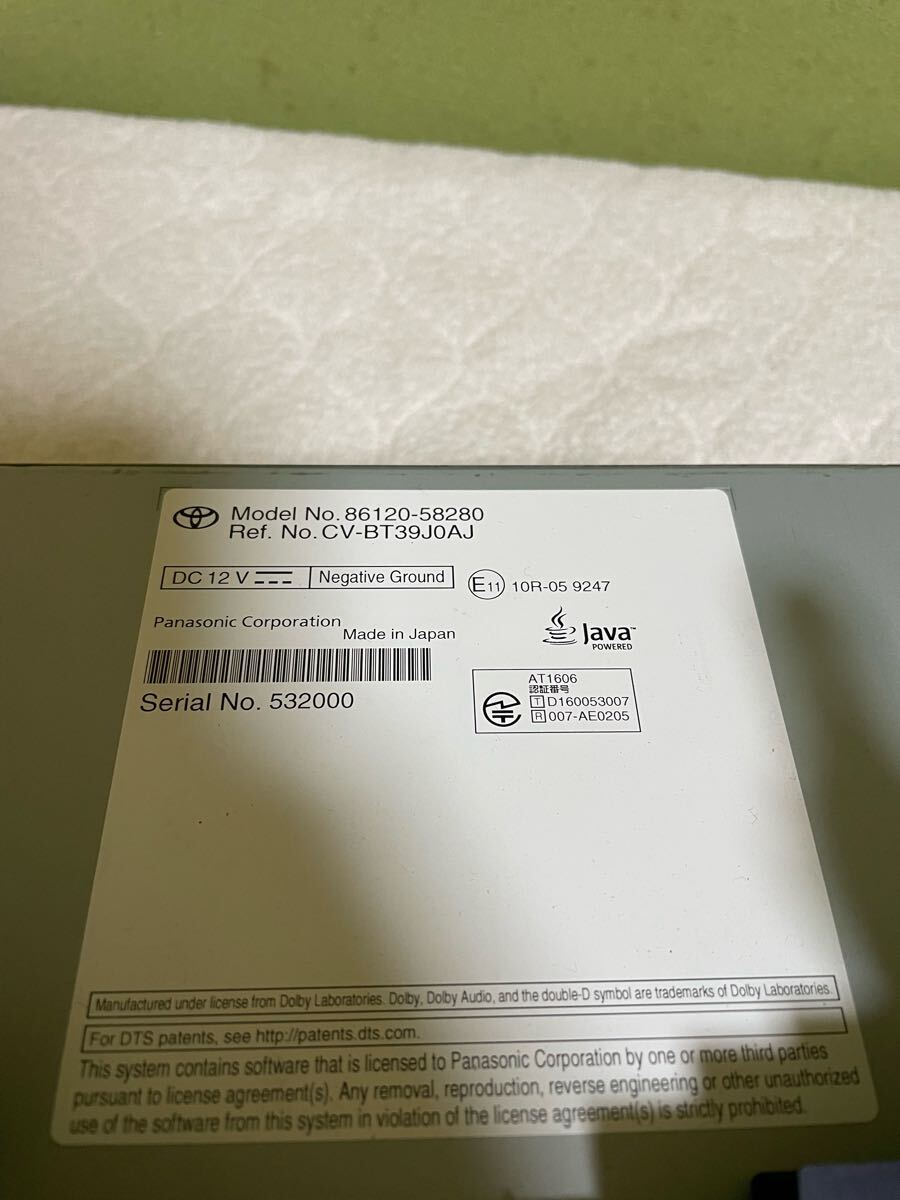 Model No. 86120-58280
Ref. No. CV-BT39J0AJ
DC 12 V Negative Ground
E11 10R-05 9247
Panasonic Corporation
Made in Japan
Java™
POWERED
Serial No. 532000
AT1606
認証番号
T D160053007
R 007-AE0205
Manufactured under license from Dolby Laboratories. Dolby, Dolby Audio, and the double-D symbol are trademarks of Dolby Laboratories.
For DTS patents, see http://patents.dts.com.
This system contains software that is licensed to Panasonic Corporation by one or more third parties
pursuant to license agreement(s). Any removal, reproduction, reverse engineering or other unauthorized
use of the software from this system in violation of the license agreement(s) is strictly prohibited.